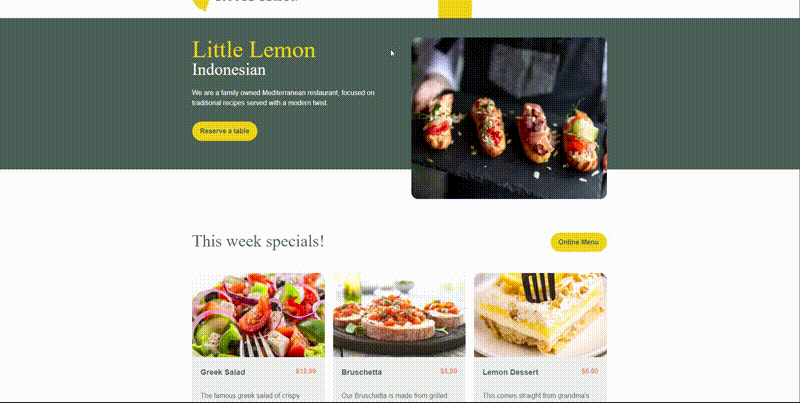 Little Lemon
Indonesian
We are a family owned Mediterranean restaurant, focused on
traditional recipes served with a modern twist.
Reserve a table
This week specials!
Online Menu
Greek Salad
$12.99
Bruschetta
$5.99
Lemon Dessert
The famous greek salad of crispy
Our Bruschetta is made from grilled
This comes straight from grandma's